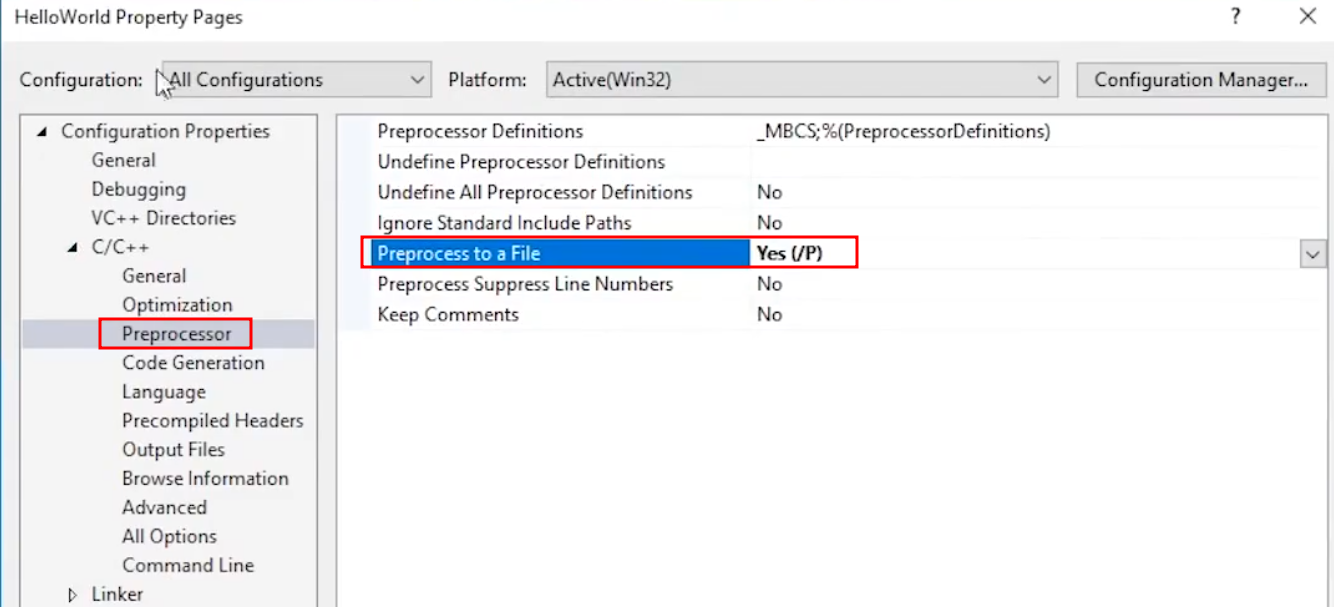 HelloWorld Property Pages
?
Configuration: All Configurations Platform: Active(Win32) Configuration Manager...
Configuration Properties
General
Debugging
VC++ Directories
C/C++
General
Optimization
Preprocessor
Code Generation
Language
Precompiled Headers
Output Files
Browse Information
Advanced
All Options
Command Line
Linker
Preprocessor Definitions _MBCS;%(PreprocessorDefinitions)
Undefine Preprocessor Definitions
Undefine All Preprocessor Definitions No
Ignore Standard Include Paths No
Preprocess to a File Yes (/P)
Preprocess Suppress Line Numbers No
Keep Comments No